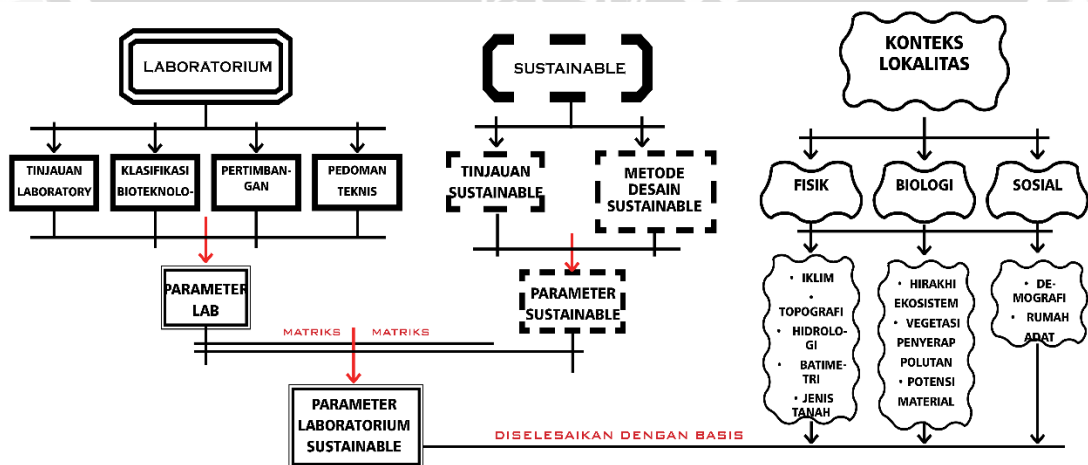 LABORATORIUM
TINJAUAN
LABORATORY
KLASIFIKASI
BIOTEKNOLO-
PERTIMBAN-
GAN
PEDOMAN
TEKNIS
PARAMETER
LAB
SUSTAINABLE
TINJAUAN
SUSTAINABLE
METODE
DESAIN
SUSTAINABLE
PARAMETER
SUSTAINABLE
MATRIKS
MATRIKS
PARAMETER
LABORATORIUM
SUSTAINABLE
DISELESAIKAN DENGAN BASIS
KONTEKS
LOKALITAS
FISIK
BIOLOGI
SOSIAL
• IKLIM
•
TOPOGRAFI
• HIDROLO-
GI
• BATIME-
TRI
• JENIS
TANAH
• HIRAKHI
EKOSISTEM
• VEGETASI
PENYERAP
POLUTAN
• POTENSI
MATERIAL
• DE-
MOGRAFI
• RUMAH
ADAT